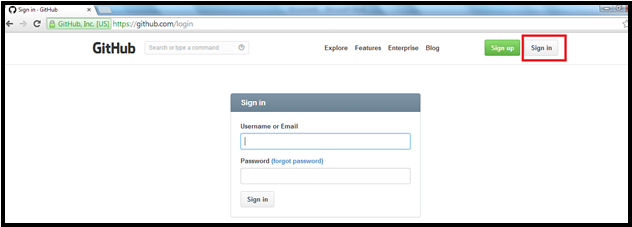 Sign in · GitHub
GitHub, Inc. [US] https://github.com/login
GitHub Search or type a command Explore Features Enterprise Blog Sign up Sign in
Sign in
Username or Email
Password (forgot password)
Sign in